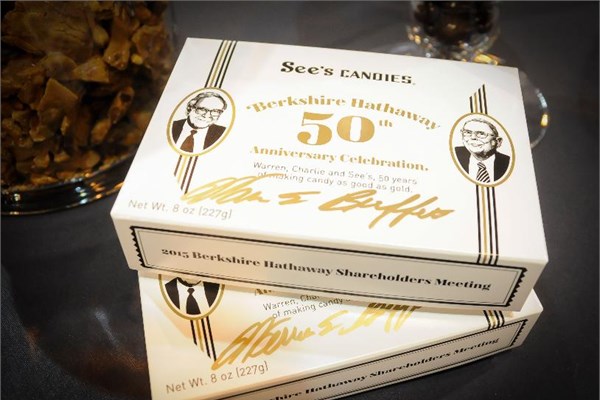 See's CANDIES®
Berkshire Hathaway
50th
Anniversary Celebration.
Warren, Charlie and See's, 50 years
of making candy as good as gold.
Net Wt. 8 oz (227g)
2015 Berkshire Hathaway Shareholders Meeting
Warren, Cha
of making candy
Net Wt. 8 oz (227g)
Berkshire Hathaway Shareholders Meeting